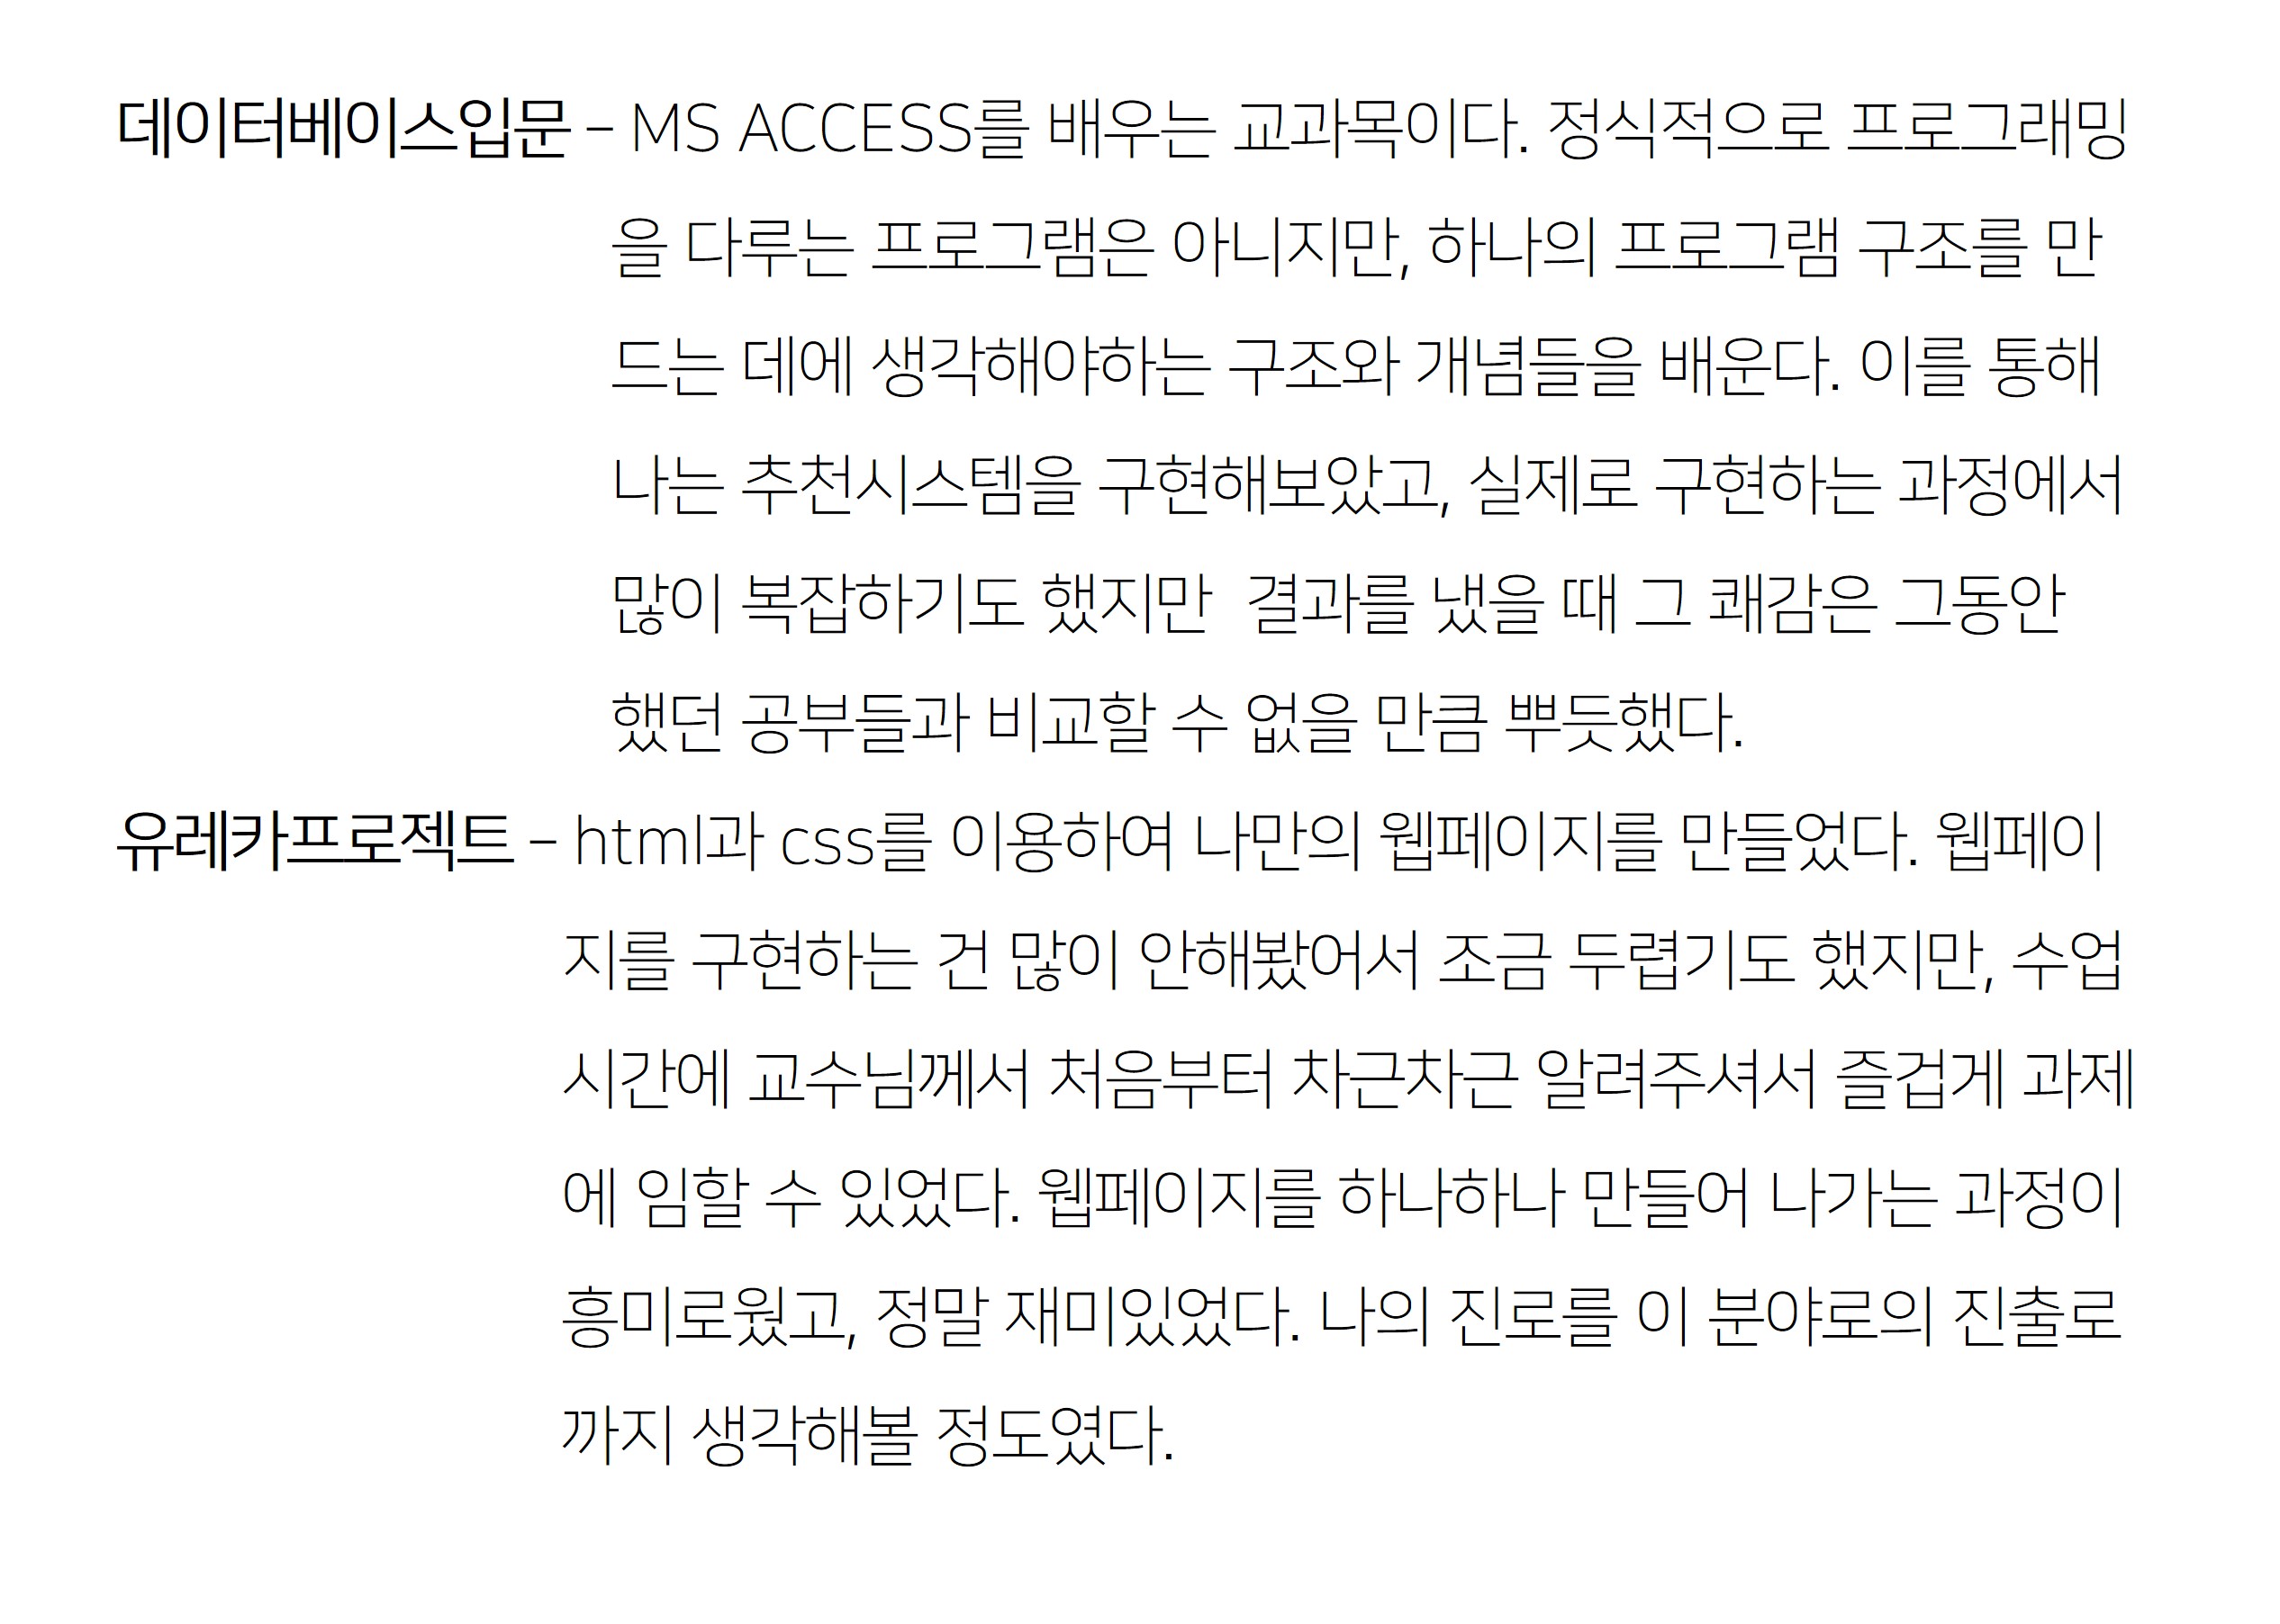 데이터베이스입문 – MS ACCESS를 배우는 교과목이다. 정식적으로 프로그래밍
을 다루는 프로그램은 아니지만, 하나의 프로그램 구조를 만
드는 데에 생각해야하는 구조와 개념들을 배운다. 이를 통해
나는 추천시스템을 구현해보았고, 실제로 구현하는 과정에서
많이 복잡하기도 했지만  결과를 냈을 때 그 쾌감은 그동안
했던 공부들과 비교할 수 없을 만큼 뿌듯했다.
유레카프로젝트 – html과 css를 이용하여 나만의 웹페이지를 만들었다. 웹페이
지를 구현하는 건 많이 안해봤어서 조금 두렵기도 했지만, 수업
시간에 교수님께서 처음부터 차근차근 알려주셔서 즐겁게 과제
에 임할 수 있었다. 웹페이지를 하나하나 만들어 나가는 과정이
흥미로웠고, 정말 재미있었다. 나의 진로를 이 분야로의 진출로
까지 생각해볼 정도였다.